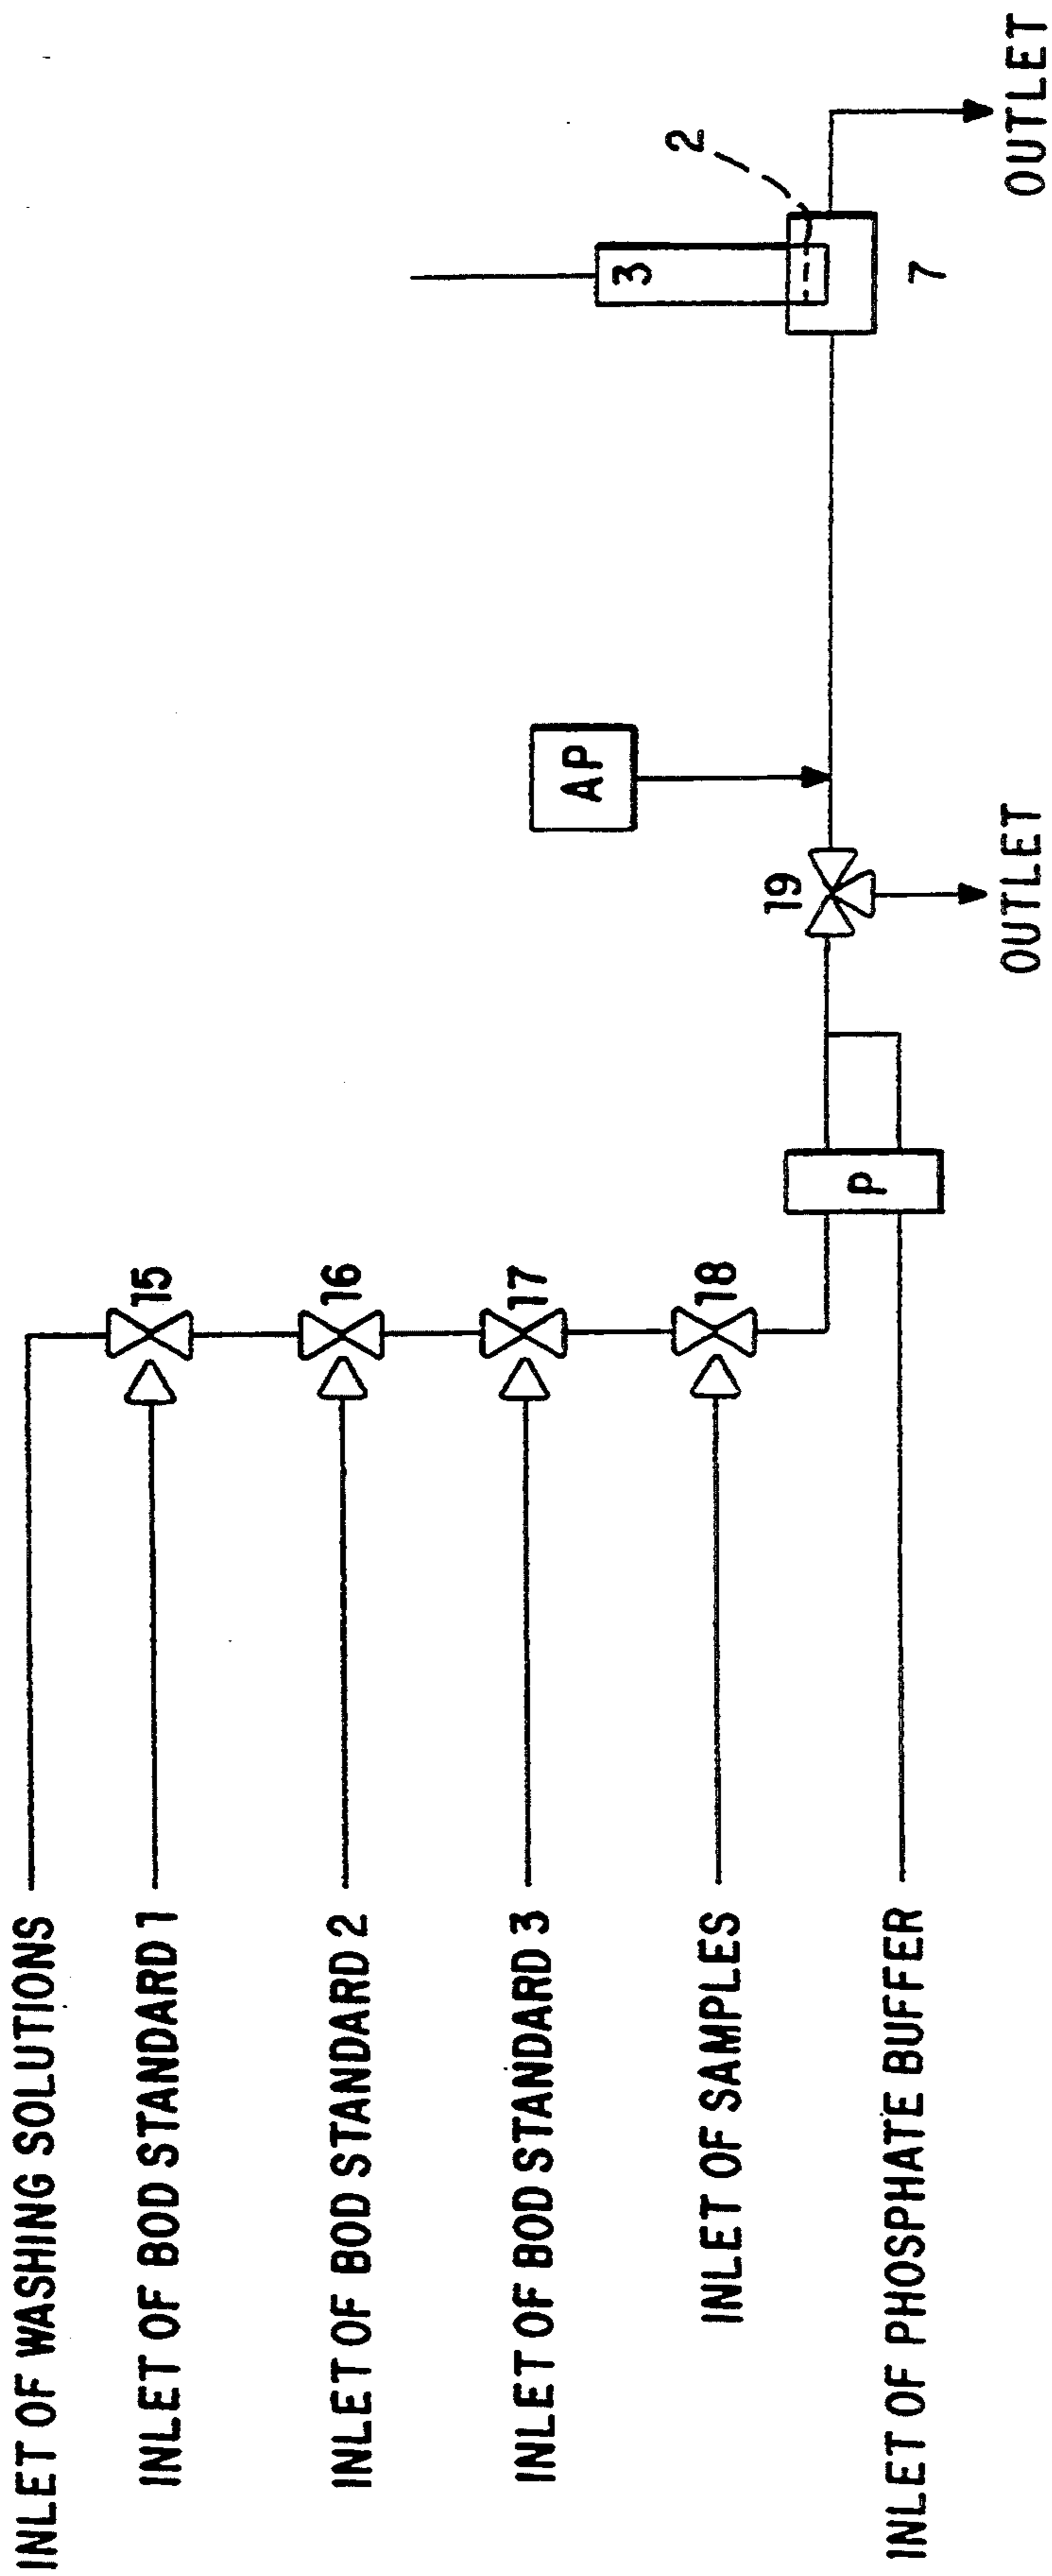 INLET OF WASHING SOLUTIONS
INLET OF BOD STANDARD 1
INLET OF BOD STANDARD 2
INLET OF BOD STANDARD 3
INLET OF SAMPLES
INLET OF PHOSPHATE BUFFER
15
16
17
18
P
19
OUTLET
AP
3
2
7
OUTLET